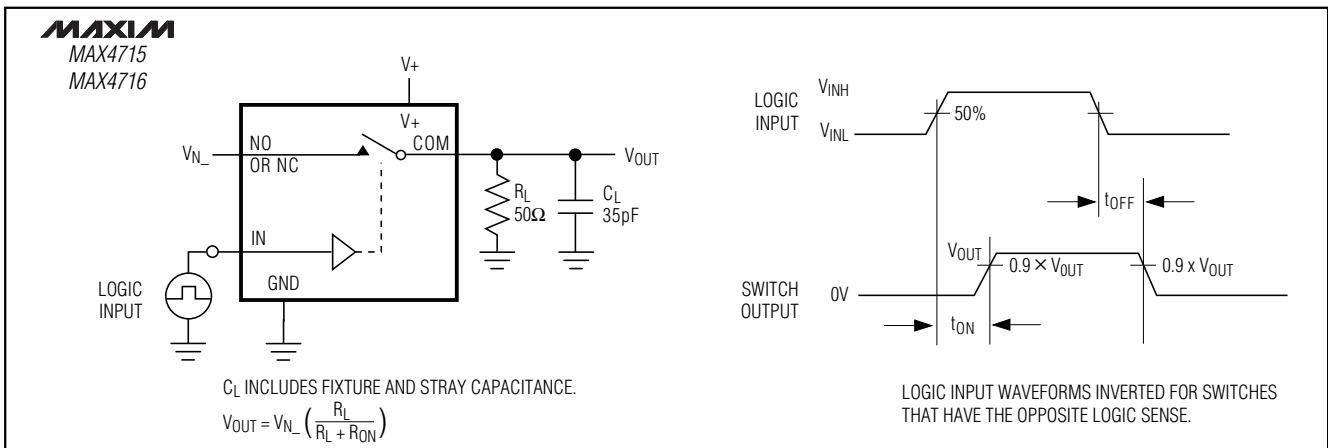 MAXIM
MAX4715
MAX4716
V+
V+
NO
OR NC
COM
V_N_
V_OUT
R_L
50Ω
C_L
35pF
IN
GND
LOGIC
INPUT
C_L INCLUDES FIXTURE AND STRAY CAPACITANCE.
V_OUT = V_N_ (R_L / (R_L + R_ON))
LOGIC
INPUT
V_INH
V_INL
50%
t_OFF
V_OUT
0.9 × V_OUT
0.9 x V_OUT
SWITCH
OUTPUT
0V
t_ON
LOGIC INPUT WAVEFORMS INVERTED FOR SWITCHES
THAT HAVE THE OPPOSITE LOGIC SENSE.